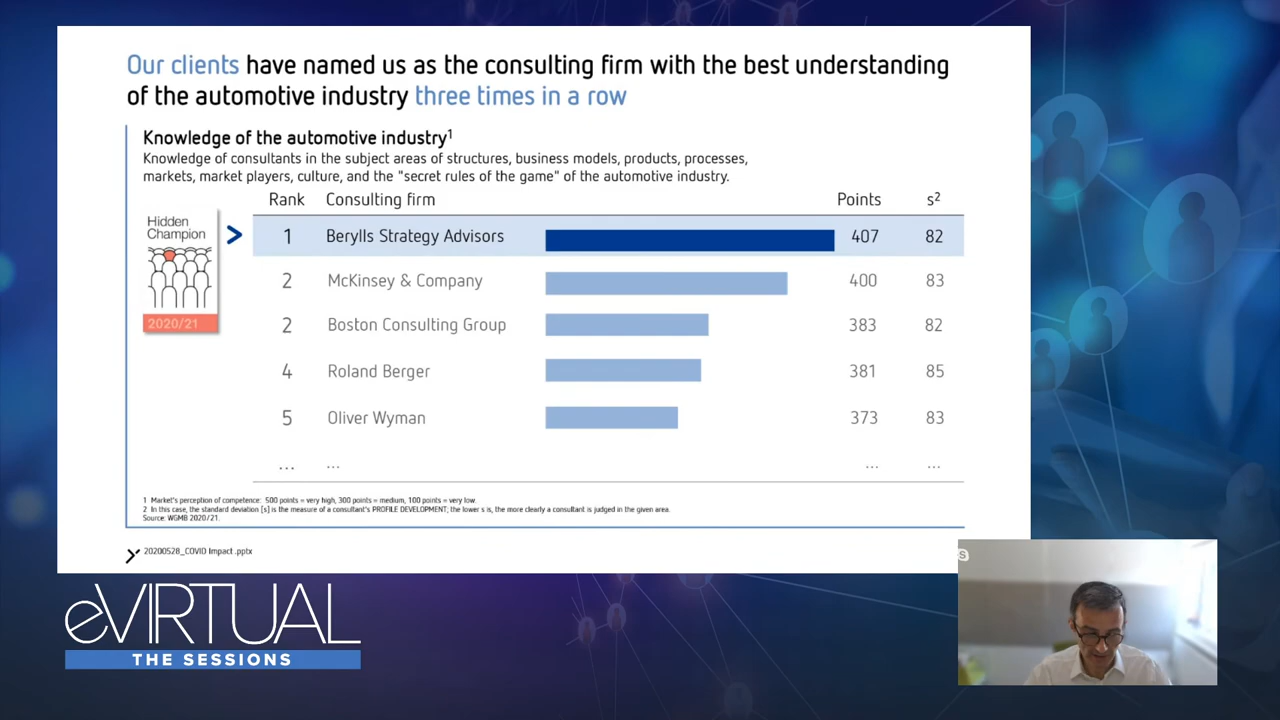 Our clients have named us as the consulting firm with the best understanding
of the automotive industry three times in a row
Knowledge of the automotive industry1
Knowledge of consultants in the subject areas of structures, business models, products, processes,
markets, market players, culture, and the "secret rules of the game" of the automotive industry.
Rank Consulting firm Points s2
Hidden
Champion
2020/21
1 Berylls Strategy Advisors 407 82
2 McKinsey & Company 400 83
2 Boston Consulting Group 383 82
4 Roland Berger 381 85
5 Oliver Wyman 373 83
... ... ... ...
1 Market's perception of competence: 500 points = very high, 300 points = medium, 100 points = very low.
2 In this case, the standard deviation [s] is the measure of a consultant's PROFILE DEVELOPMENT; the lower s is, the more clearly a consultant is judged in the given area.
Source: WGMB 2020/21.
20200528_COVID Impact .pptx
eVIRTUAL
THE SESSIONS